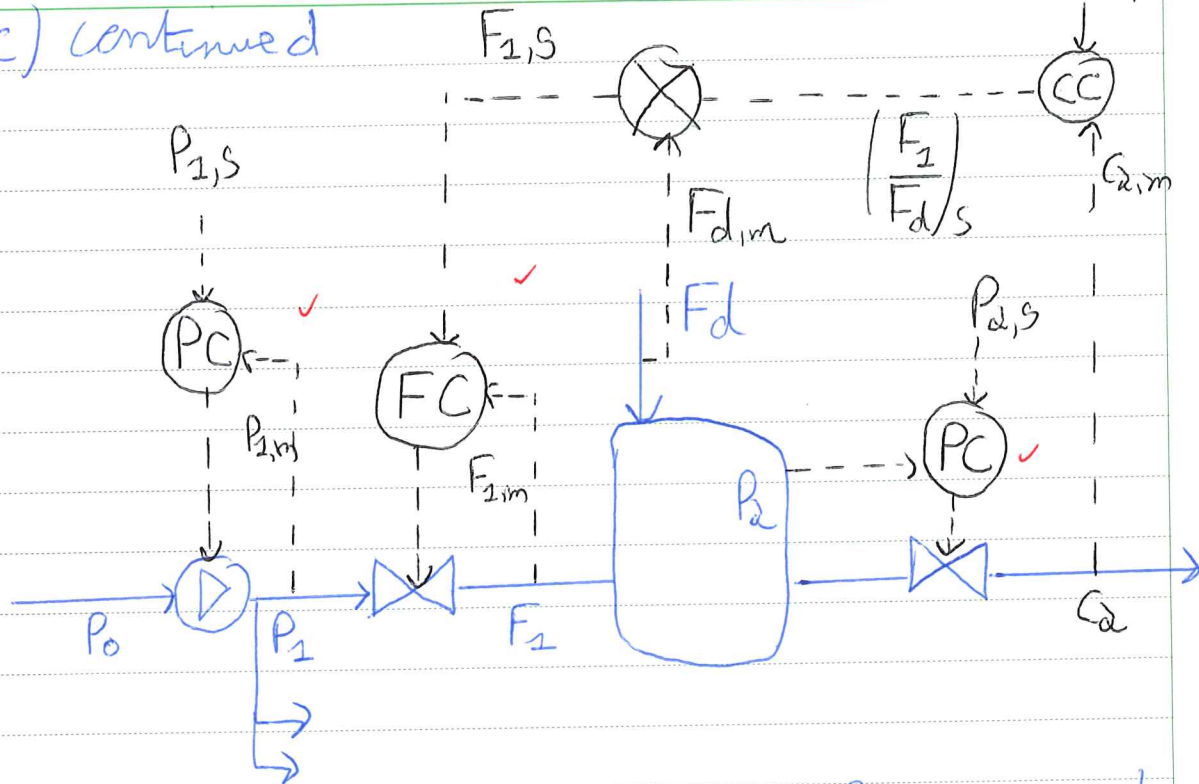 c) continued
F1,s
CC
P1,s
(F1/Fd)s
C2,m
Fd,m
Fd
P2,s
PC
FC
PC
P1,m
F1,m
P2
P0
P1
F1
C2